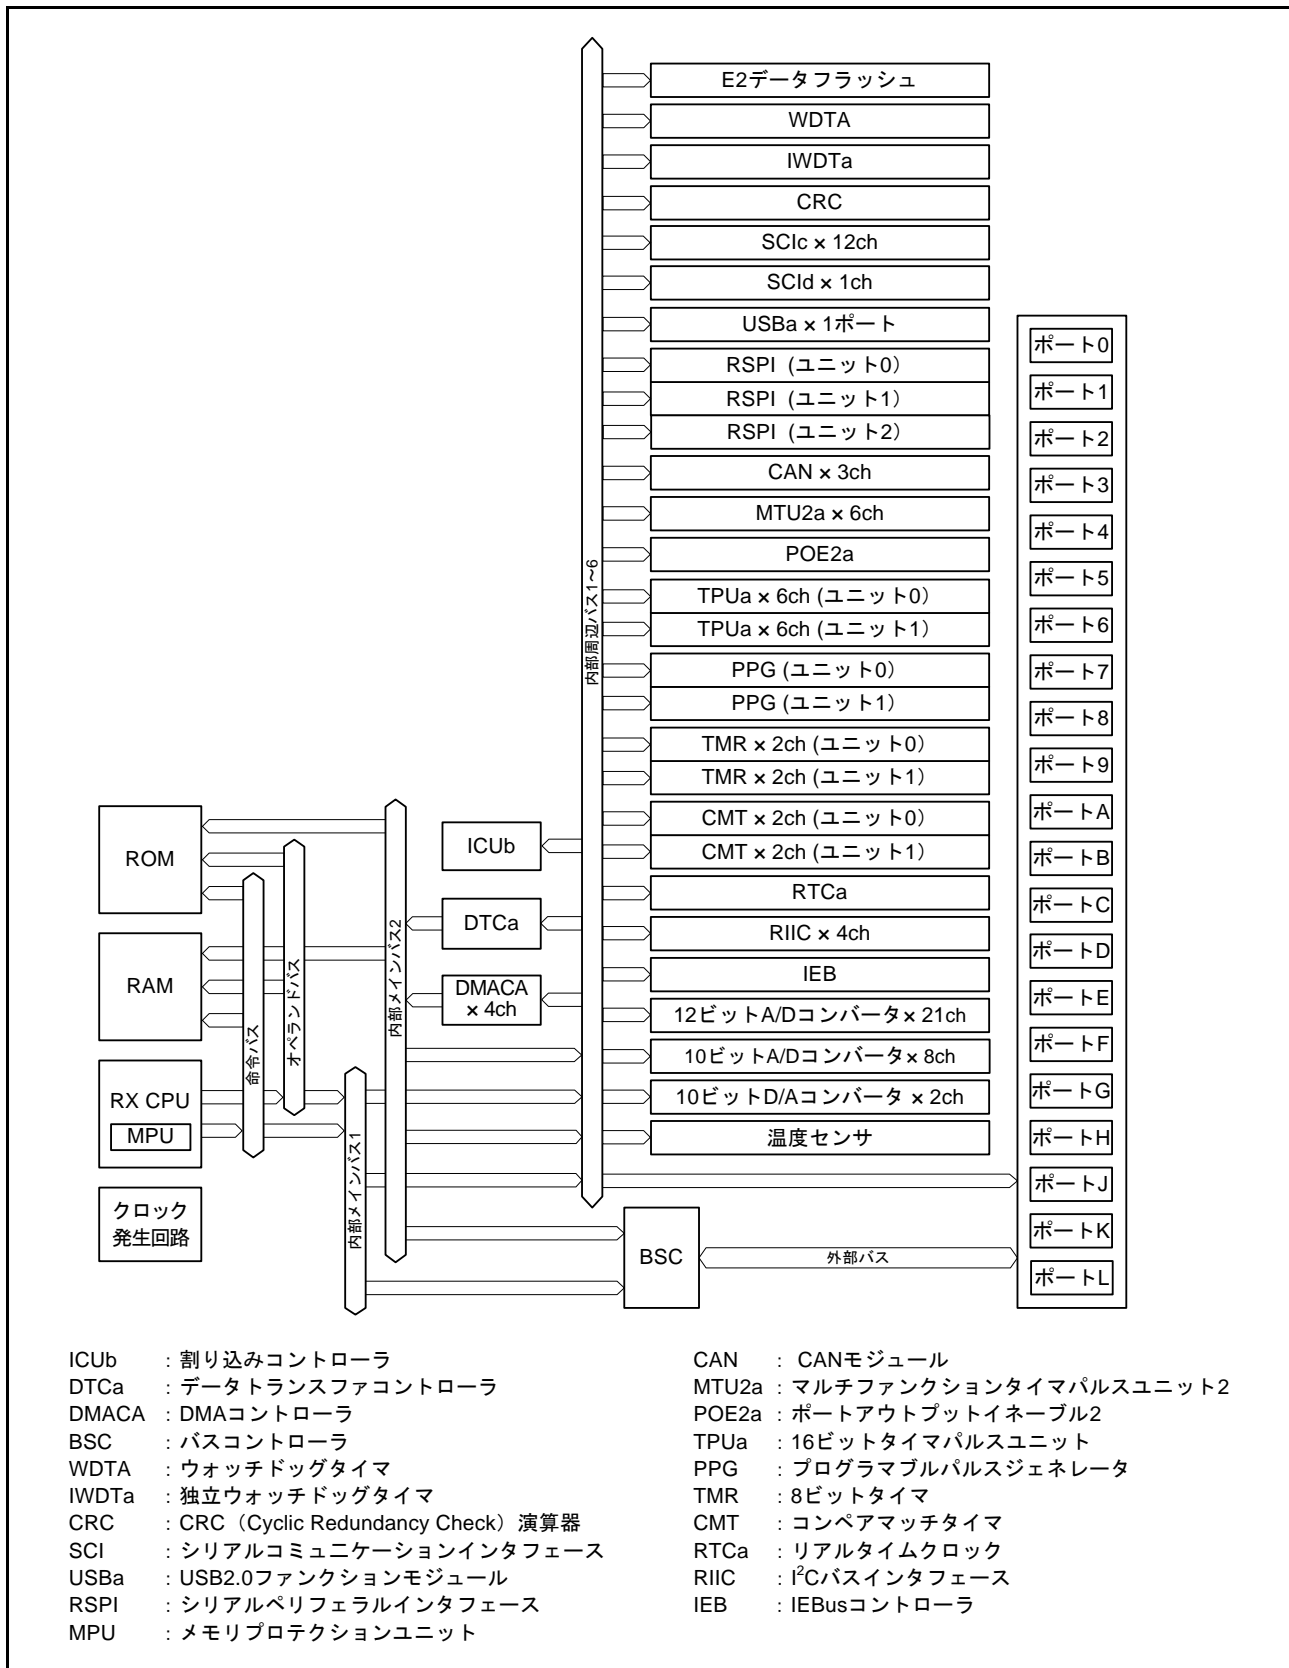 E2データフラッシュ
WDTA
IWDTa
CRC
SCIc × 12ch
SCId × 1ch
USBa × 1ポート
RSPI (ユニット0)
RSPI (ユニット1)
RSPI (ユニット2)
CAN × 3ch
MTU2a × 6ch
POE2a
TPUa × 6ch (ユニット0)
TPUa × 6ch (ユニット1)
PPG (ユニット0)
PPG (ユニット1)
TMR × 2ch (ユニット0)
TMR × 2ch (ユニット1)
CMT × 2ch (ユニット0)
CMT × 2ch (ユニット1)
RTCa
RIIC × 4ch
IEB
12ビットA/Dコンバータ × 21ch
10ビットA/Dコンバータ × 8ch
10ビットD/Aコンバータ × 2ch
温度センサ
ポート0
ポート1
ポート2
ポート3
ポート4
ポート5
ポート6
ポート7
ポート8
ポート9
ポートA
ポートB
ポートC
ポートD
ポートE
ポートF
ポートG
ポートH
ポートJ
ポートK
ポートL
内部周辺バス1～6
ROM
RAM
RX CPU
MPU
クロック
発生回路
命令バス
オペランドバス
内部メインバス1
内部メインバス2
ICUb
DTCa
DMACA
× 4ch
BSC
外部バス
ICUb : 割り込みコントローラ
DTCa : データトランスファコントローラ
DMACA : DMAコントローラ
BSC : バスコントローラ
WDTA : ウォッチドッグタイマ
IWDTa : 独立ウォッチドッグタイマ
CRC : CRC（Cyclic Redundancy Check）演算器
SCI : シリアルコミュニケーションインタフェース
USBa : USB2.0ファンクションモジュール
RSPI : シリアルペリフェラルインタフェース
MPU : メモリプロテクションユニット
CAN : CANモジュール
MTU2a : マルチファンクションタイマパルスユニット2
POE2a : ポートアウトプットイネーブル2
TPUa : 16ビットタイマパルスユニット
PPG : プログラマブルパルスジェネレータ
TMR : 8ビットタイマ
CMT : コンペアマッチタイマ
RTCa : リアルタイムクロック
RIIC : I²Cバスインタフェース
IEB : IEBusコントローラ